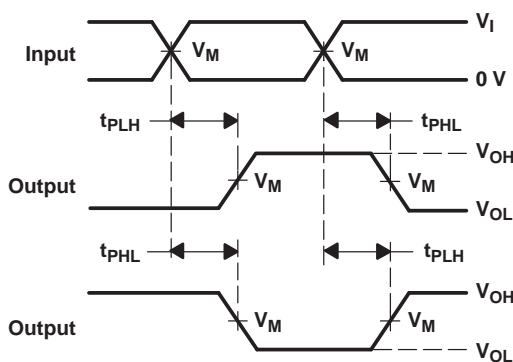 V_I
Input V_M V_M
0 V
t_PLH t_PHL
V_OH
Output V_M V_M
V_OL
t_PHL t_PLH
V_OH
Output V_M V_M
V_OL